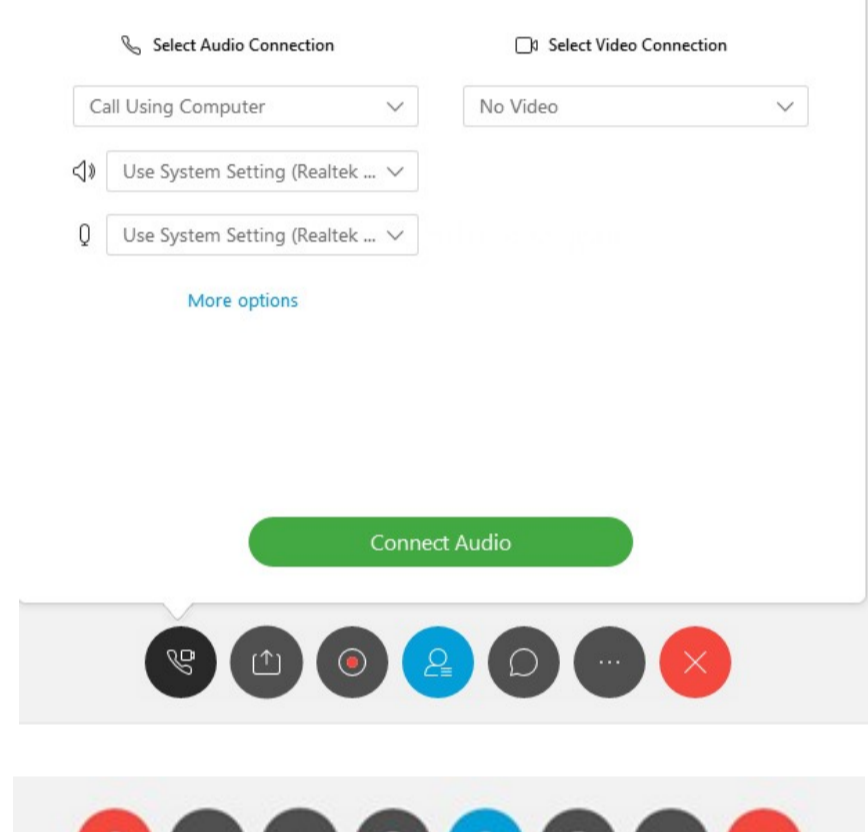 Select Audio Connection
Select Video Connection
Call Using Computer
No Video
Use System Setting (Realtek ...
Use System Setting (Realtek ...
More options
Connect Audio